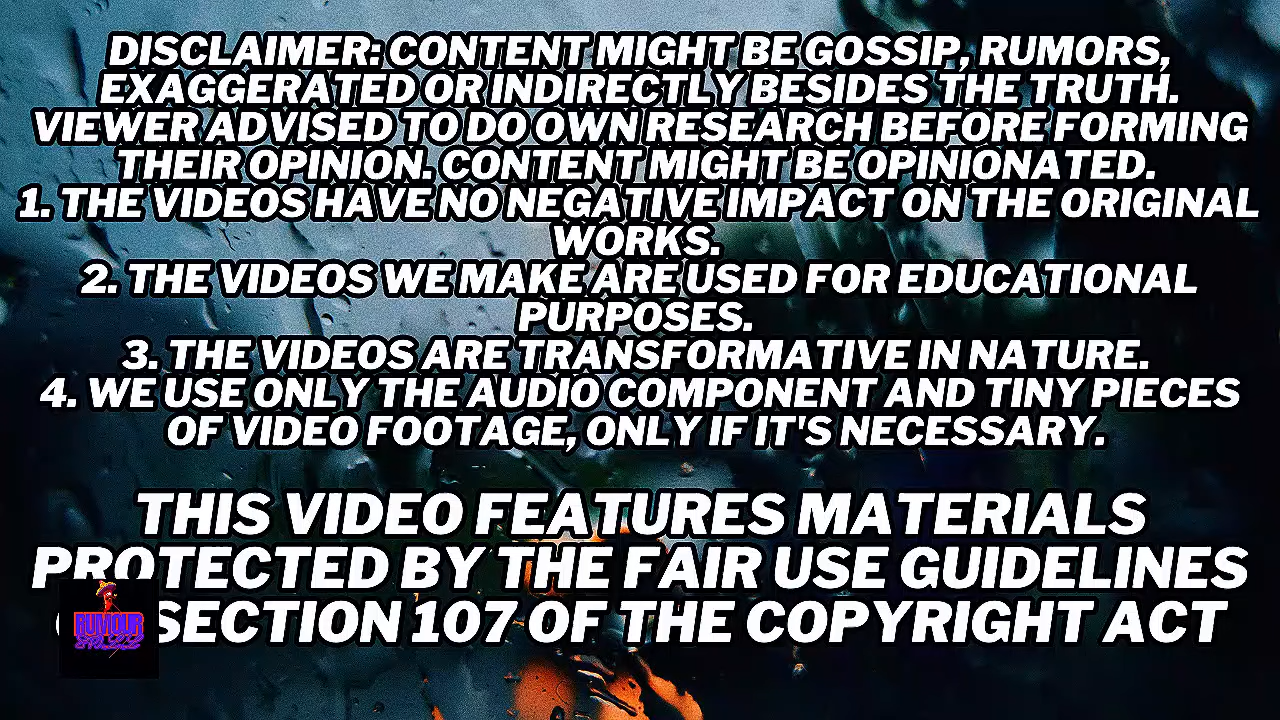 DISCLAIMER: CONTENT MIGHT BE GOSSIP, RUMORS,
EXAGGERATED OR INDIRECTLY BESIDES THE TRUTH.
VIEWER ADVISED TO DO OWN RESEARCH BEFORE FORMING
THEIR OPINION. CONTENT MIGHT BE OPINIONATED.
1. THE VIDEOS HAVE NO NEGATIVE IMPACT ON THE ORIGINAL
WORKS.
2. THE VIDEOS WE MAKE ARE USED FOR EDUCATIONAL
PURPOSES.
3. THE VIDEOS ARE TRANSFORMATIVE IN NATURE.
4. WE USE ONLY THE AUDIO COMPONENT AND TINY PIECES
OF VIDEO FOOTAGE, ONLY IF IT'S NECESSARY.
THIS VIDEO FEATURES MATERIALS
PROTECTED BY THE FAIR USE GUIDELINES
SECTION 107 OF THE COPYRIGHT ACT
RUMOUR